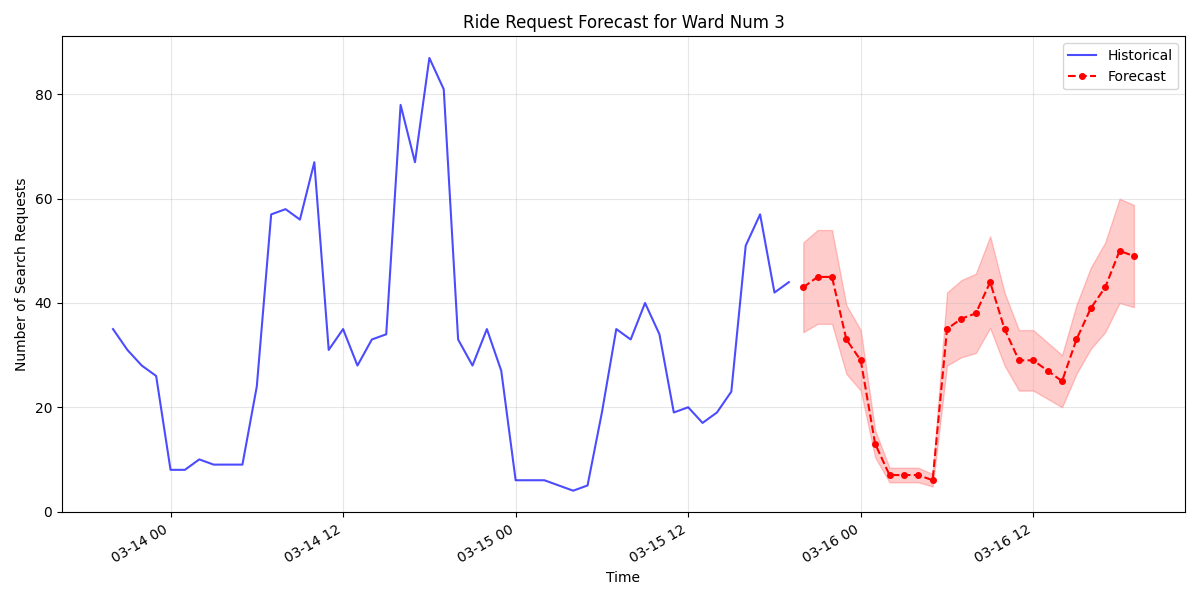 Ride Request Forecast for Ward Num 3
Historical
Forecast
Number of Search Requests
80
60
40
20
0
03-14 00
03-14 12
03-15 00
03-15 12
03-16 00
03-16 12
Time